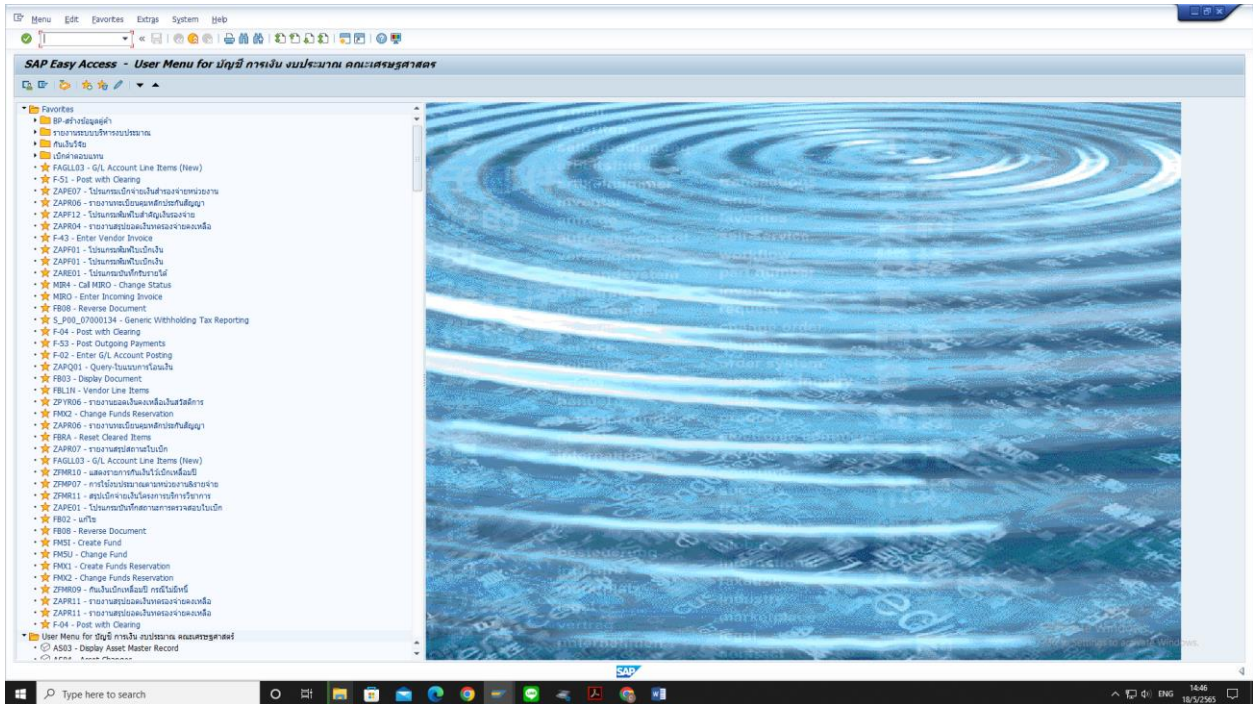 Menu Edit Favorites Extras System Help
SAP Easy Access - User Menu for บัญชี การเงิน งบประมาณ คณะเศรษฐศาสตร์
Favorites
BP-สร้างข้อมูลคู่ค้า
รายงานระบบบริหารงบประมาณ
กันเงินวิจัย
เบิกค่าตอบแทน
FAGLL03 - G/L Account Line Items (New)
F-51 - Post with Clearing
ZAPE07 - โปรแกรมเบิกจ่ายเงินสำรองจ่ายหน่วยงาน
ZAPR06 - รายงานทะเบียนคุมหลักประกันสัญญา
ZAPF12 - โปรแกรมพิมพ์ใบสำคัญเงินรองจ่าย
ZAPR04 - รายงานสรุปยอดเงินทดรองจ่ายคงเหลือ
F-43 - Enter Vendor Invoice
ZAPF01 - โปรแกรมพิมพ์ใบเบิกเงิน
ZAPF01 - โปรแกรมพิมพ์ใบเบิกเงิน
ZARE01 - โปรแกรมบันทึกรับรายได้
MIR4 - Call MIRO - Change Status
MIRO - Enter Incoming Invoice
FB08 - Reverse Document
S_P00_07000134 - Generic Withholding Tax Reporting
F-04 - Post with Clearing
F-53 - Post Outgoing Payments
F-02 - Enter G/L Account Posting
ZAPQ01 - Query-ใบแนบการโอนเงิน
FB03 - Display Document
FBL1N - Vendor Line Items
ZPYR06 - รายงานยอดเงินคงเหลือเงินสวัสดิการ
FMX2 - Change Funds Reservation
ZAPR06 - รายงานทะเบียนคุมหลักประกันสัญญา
FBRA - Reset Cleared Items
ZAPR07 - รายงานสรุปสถานะใบเบิก
FAGLL03 - G/L Account Line Items (New)
ZFMR10 - แสดงรายการกันเงินไว้เบิกเหลื่อมปี
ZFMP07 - การใช้งบประมาณตามหน่วยงาน&รายจ่าย
ZFMR11 - สรุปเบิกจ่ายเงินโครงการบริการวิชาการ
ZAPE01 - โปรแกรมบันทึกสถานะการตรวจสอบใบเบิก
FB02 - แก้ไข
FB08 - Reverse Document
FM5I - Create Fund
FM5U - Change Fund
FMX1 - Create Funds Reservation
FMX2 - Change Funds Reservation
ZFMR09 - กันเงินเบิกเหลื่อมปี กรณีไม่มีหนี้
ZAPR11 - รายงานสรุปยอดเงินทดรองจ่ายคงเหลือ
ZAPR11 - รายงานสรุปยอดเงินทดรองจ่ายคงเหลือ
F-04 - Post with Clearing
User Menu for บัญชี การเงิน งบประมาณ คณะเศรษฐศาสตร์
AS03 - Display Asset Master Record
SAP
Type here to search
ENG
14:46
18/5/2565